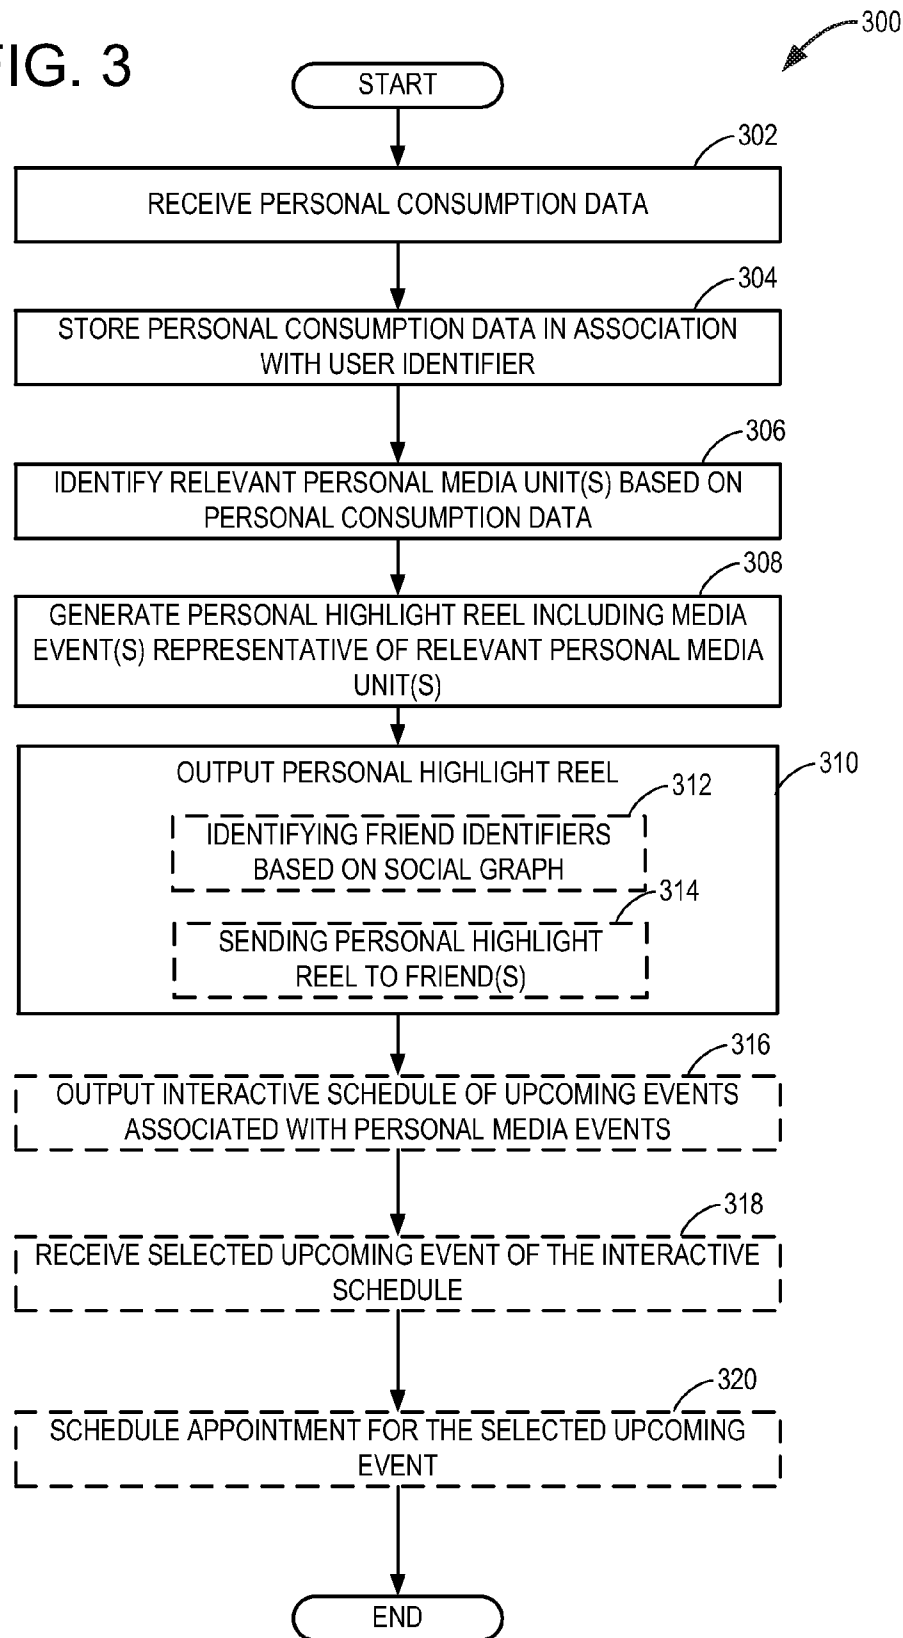 FIG. 3
300
START
302
RECEIVE PERSONAL CONSUMPTION DATA
304
STORE PERSONAL CONSUMPTION DATA IN ASSOCIATION
WITH USER IDENTIFIER
306
IDENTIFY RELEVANT PERSONAL MEDIA UNIT(S) BASED ON
PERSONAL CONSUMPTION DATA
308
GENERATE PERSONAL HIGHLIGHT REEL INCLUDING MEDIA
EVENT(S) REPRESENTATIVE OF RELEVANT PERSONAL MEDIA
UNIT(S)
310
OUTPUT PERSONAL HIGHLIGHT REEL
312
IDENTIFYING FRIEND IDENTIFIERS
BASED ON SOCIAL GRAPH
314
SENDING PERSONAL HIGHLIGHT
REEL TO FRIEND(S)
316
OUTPUT INTERACTIVE SCHEDULE OF UPCOMING EVENTS
ASSOCIATED WITH PERSONAL MEDIA EVENTS
318
RECEIVE SELECTED UPCOMING EVENT OF THE INTERACTIVE
SCHEDULE
320
SCHEDULE APPOINTMENT FOR THE SELECTED UPCOMING
EVENT
END